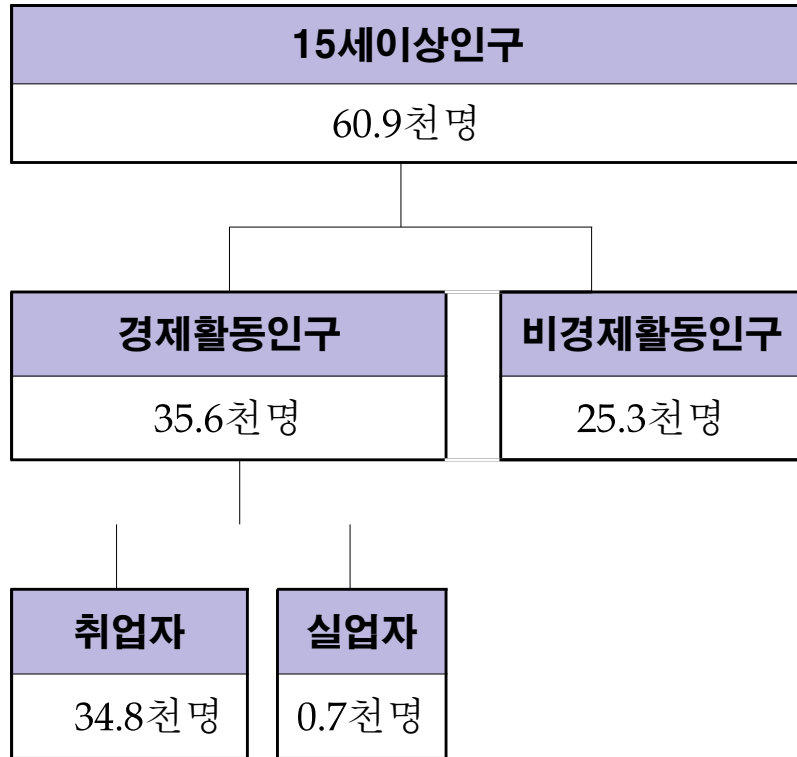 15세이상인구
60.9천명
경제활동인구
비경제활동인구
35.6천명
25.3천명
취업자
실업자
34.8천명
0.7천명